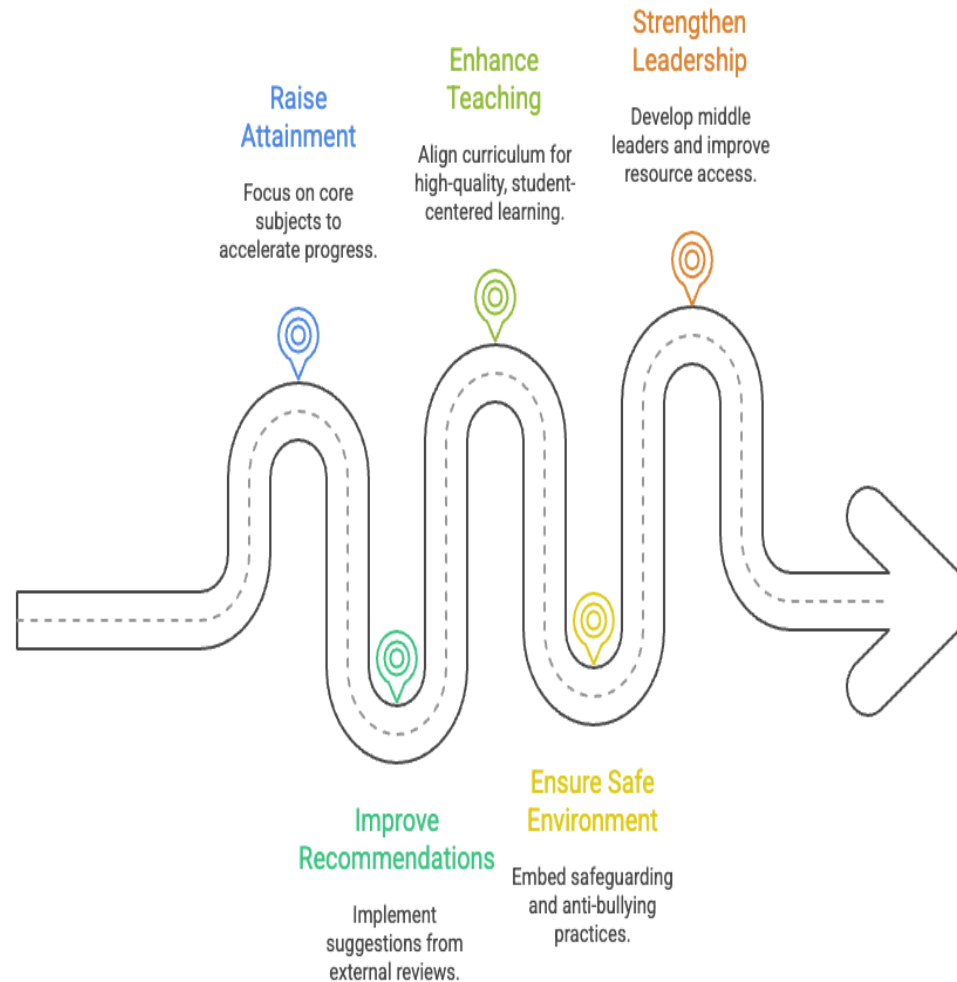 Raise
Attainment
Focus on core
subjects to
accelerate progress.
Improve
Recommendations
Implement
suggestions from
external reviews.
Enhance
Teaching
Align curriculum for
high-quality, student-
centered learning.
Ensure Safe
Environment
Embed safeguarding
and anti-bullying
practices.
Strengthen
Leadership
Develop middle
leaders and improve
resource access.